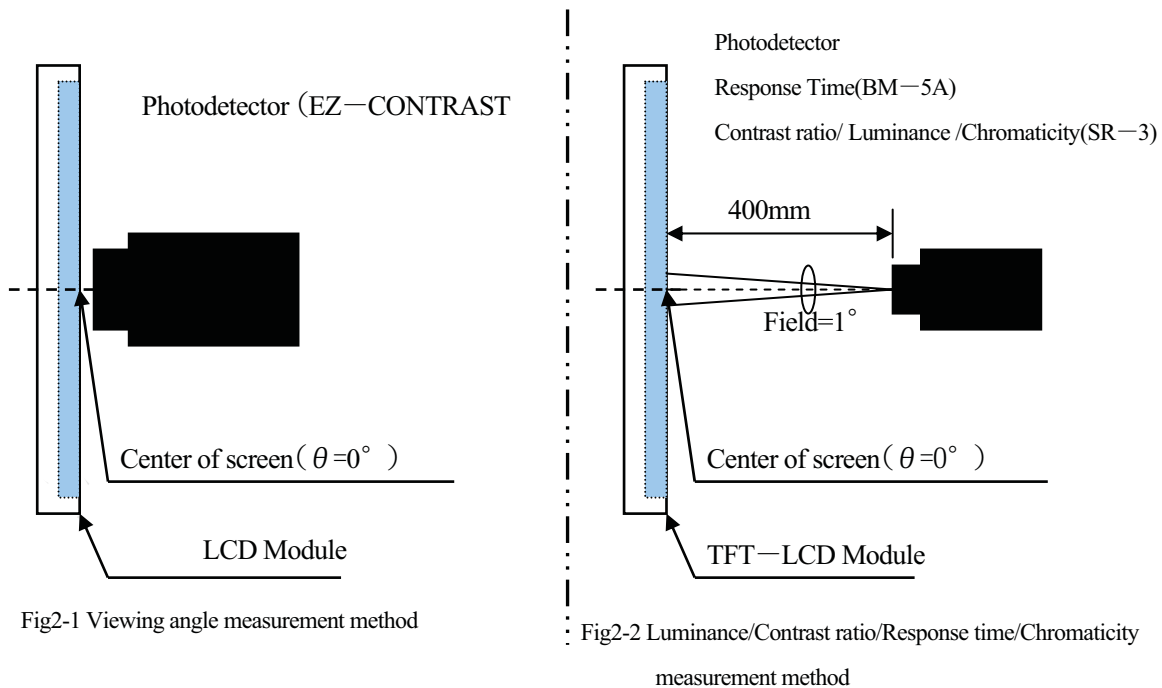 Photodetector (EZ－CONTRAST
Center of screen( θ=0° )
LCD Module
Fig2-1 Viewing angle measurement method
Photodetector
Response Time(BM－5A)
Contrast ratio/ Luminance /Chromaticity(SR－3)
400mm
Field=1°
Center of screen( θ=0° )
TFT－LCD Module
Fig2-2 Luminance/Contrast ratio/Response time/Chromaticity
measurement method